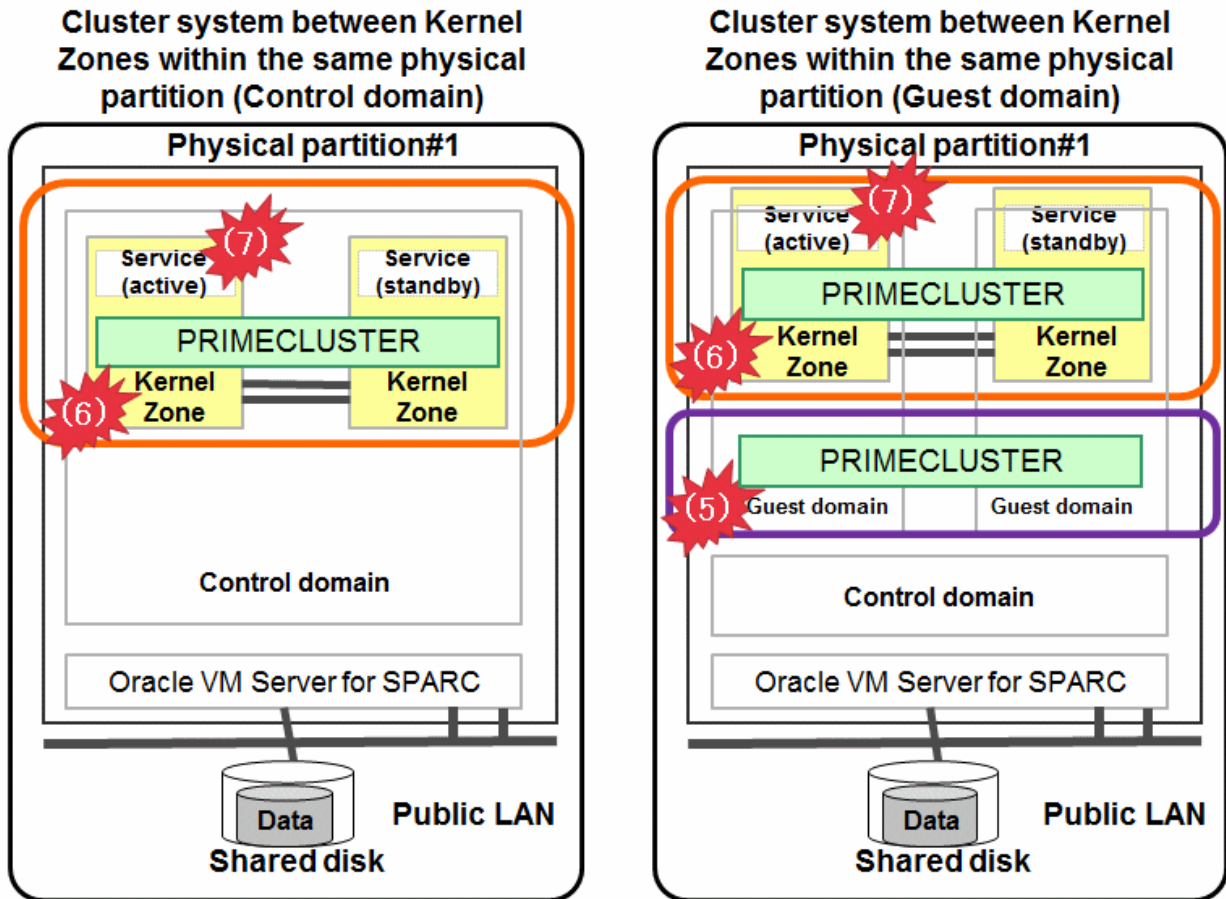 Cluster system between Kernel
Zones within the same physical
partition (Control domain)
Physical partition#1
(7)
Service
(active)
Service
(standby)
PRIMECLUSTER
(6)
Kernel
Zone
Kernel
Zone
Control domain
Oracle VM Server for SPARC
Data
Public LAN
Shared disk
Cluster system between Kernel
Zones within the same physical
partition (Guest domain)
Physical partition#1
(7)
Service
(active)
Service
(standby)
PRIMECLUSTER
(6)
Kernel
Zone
Kernel
Zone
PRIMECLUSTER
(5)
Guest domain
Guest domain
Control domain
Oracle VM Server for SPARC
Data
Public LAN
Shared disk